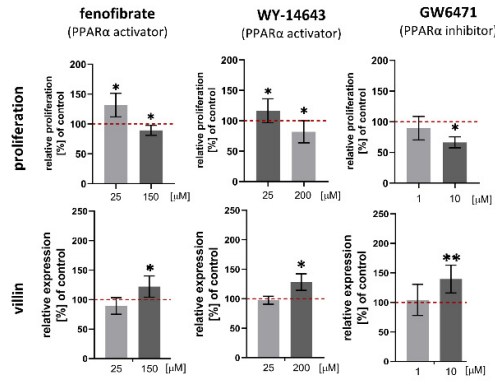 fenofibrate
(PPARα activator)
WY-14643
(PPARα activator)
GW6471
(PPARα inhibitor)
proliferation
relative proliferation
[%] of control
200
150
100
50
0
*
*
25 150 [μM]
relative proliferation
[%] of control
200
150
100
50
0
*
*
25 200 [μM]
relative proliferation
[%] of control
200
150
100
50
0
*
1 10 [μM]
villin
relative expression
[%] of control
250
200
150
100
50
0
*
25 150 [μM]
relative expression
[%] of control
250
200
150
100
50
0
*
25 200 [μM]
relative expression
[%] of control
250
200
150
100
50
0
**
1 10 [μM]